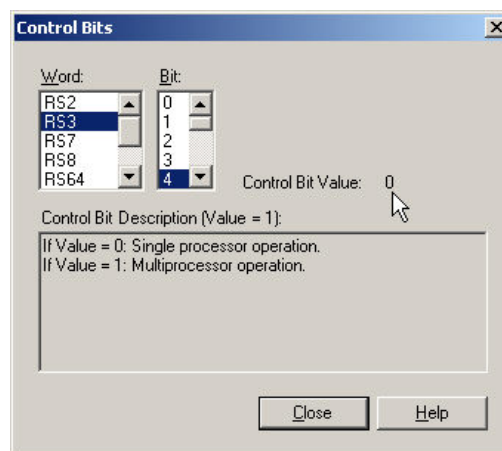 Control Bits
Word: Bit:
RS2 0
RS3 1
RS7 2
RS8 3
RS64 4
Control Bit Value: 0
Control Bit Description (Value = 1):
If Value = 0: Single processor operation.
If Value = 1: Multiprocessor operation.
Close Help